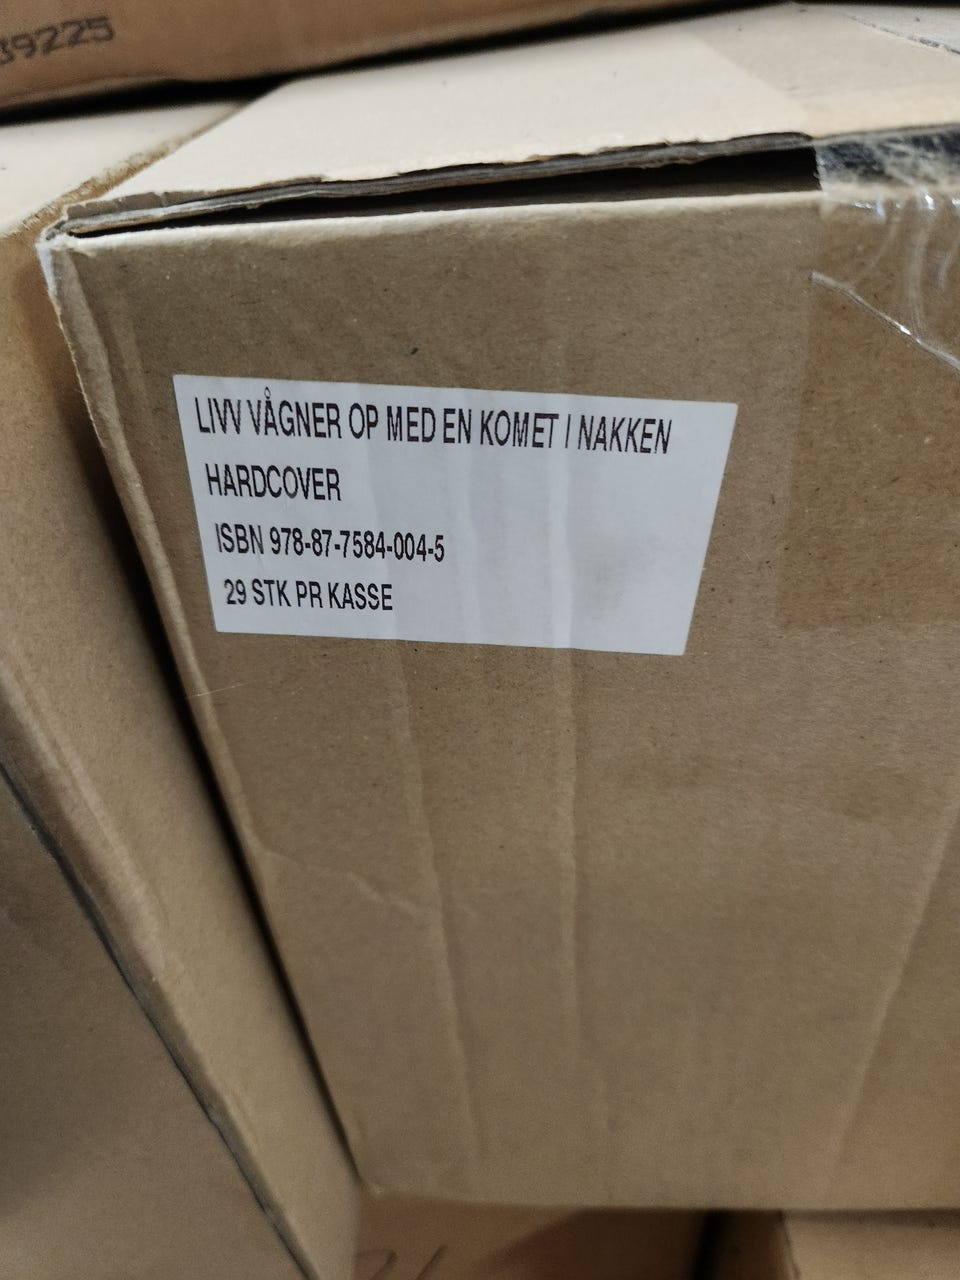 39225
LIVV VÅGNER OP MED EN KOMET I NAKKEN
HARDCOVER
ISBN 978-87-7584-004-5
29 STK PR KASSE